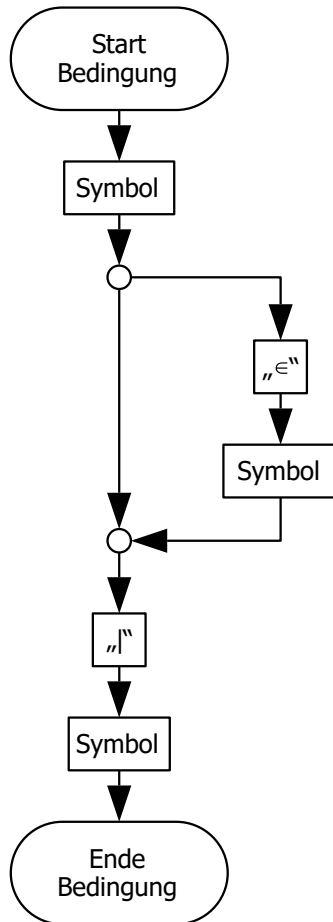 Start
Bedingung
Symbol
„∈“
Symbol
„|“
Symbol
Ende
Bedingung